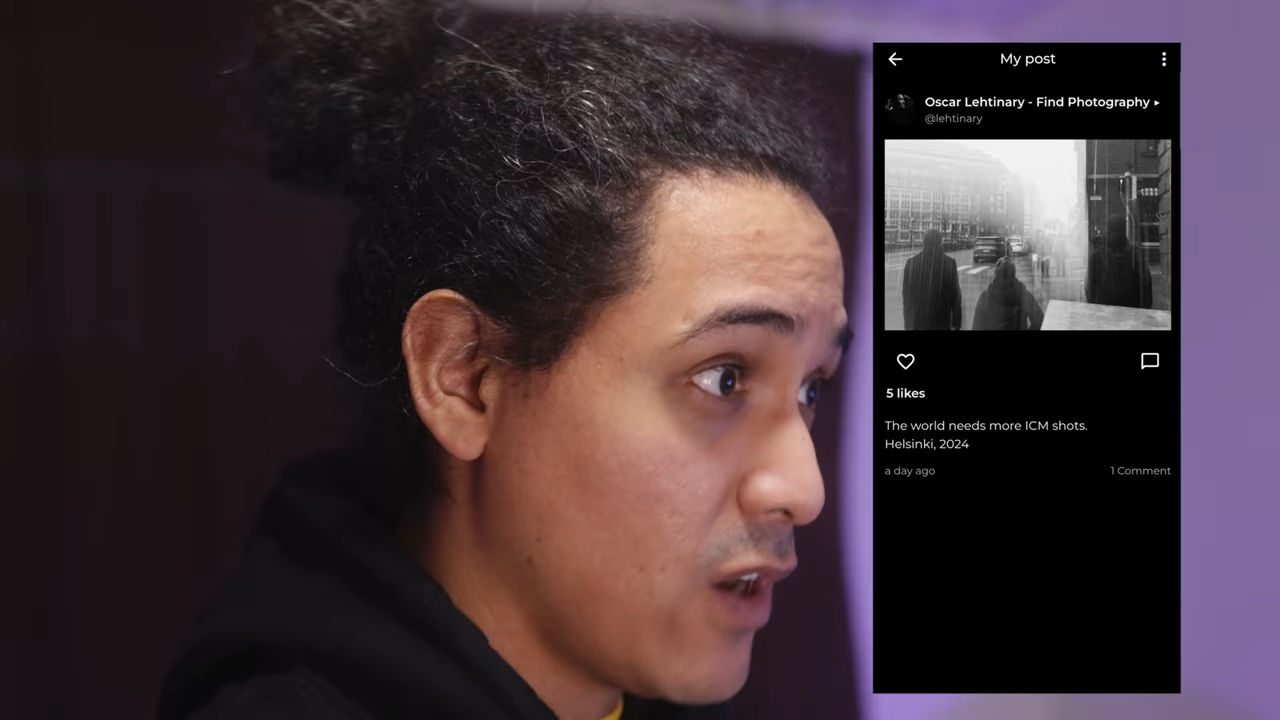 My post
Oscar Lehtinary - Find Photography ▸
@lehtinary
5 likes
The world needs more ICM shots.
Helsinki, 2024
a day ago
1 Comment